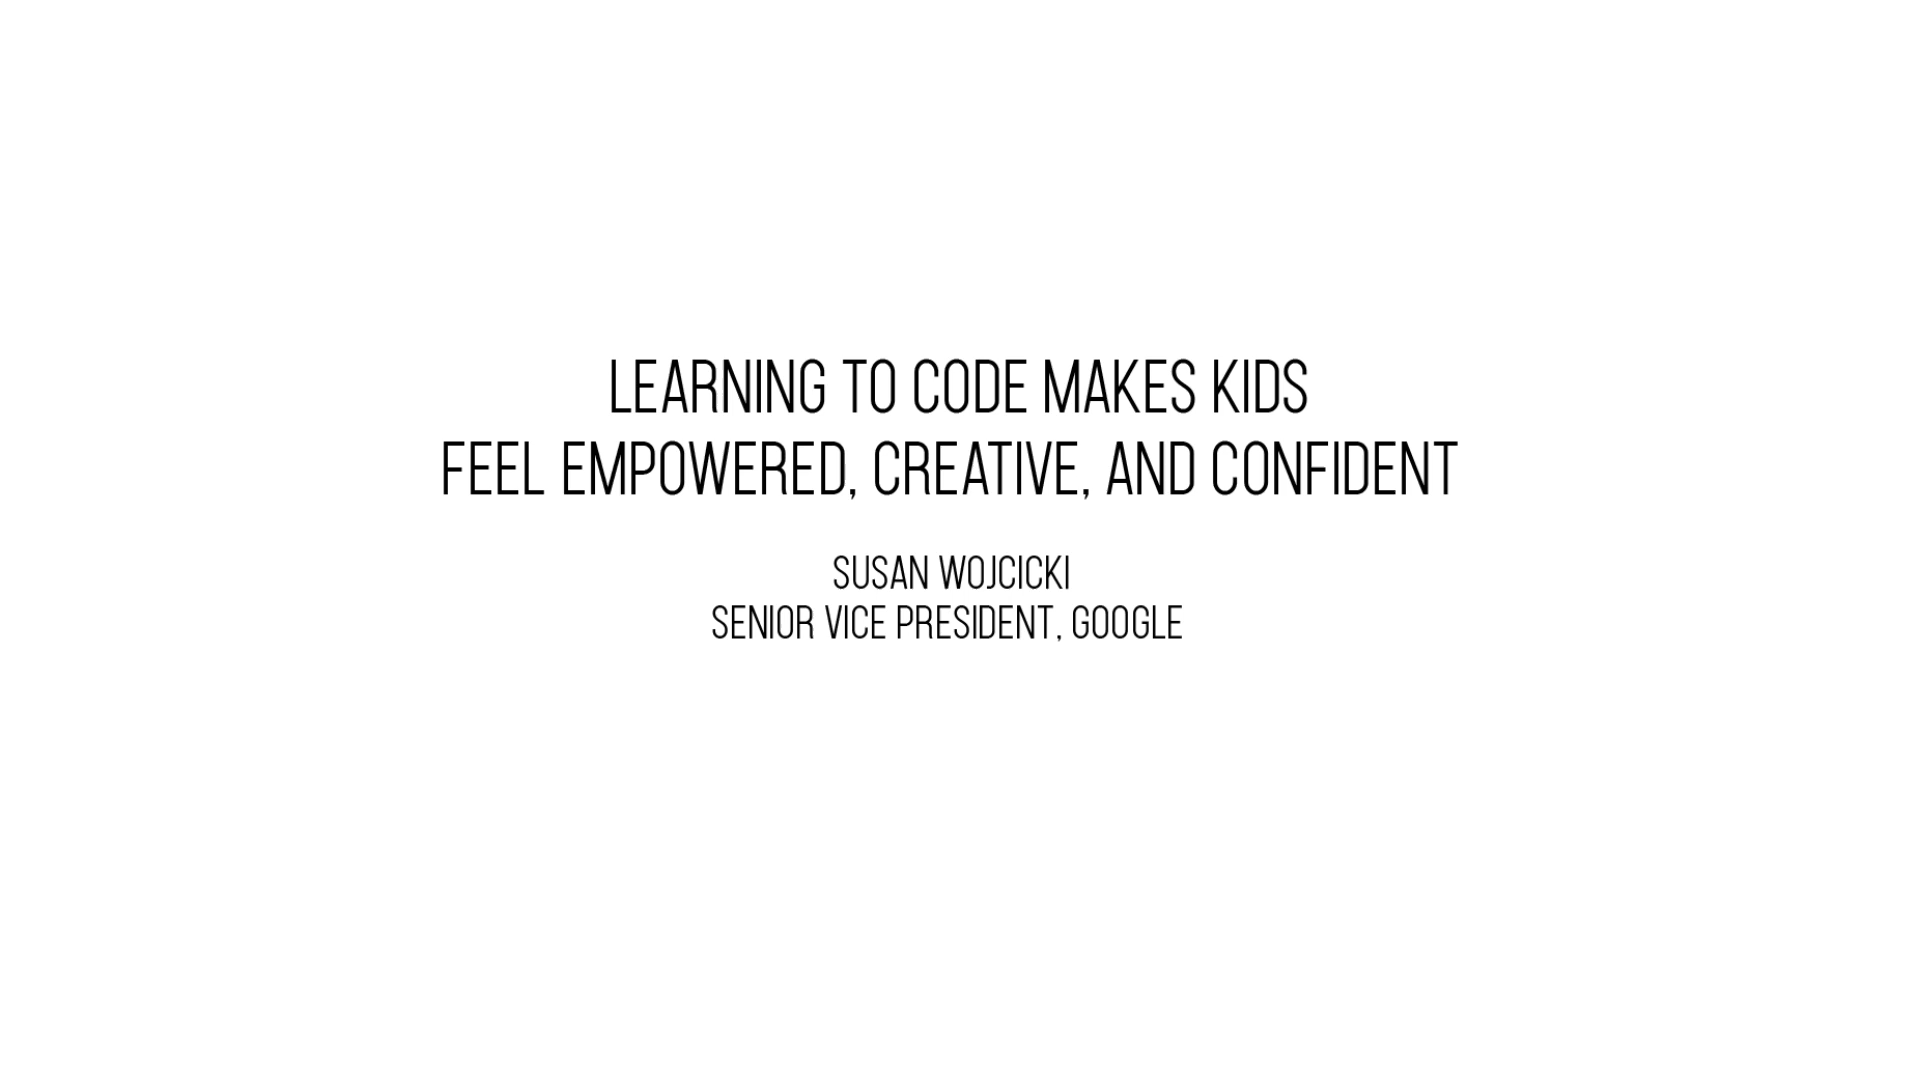 LEARNING TO CODE MAKES KIDS
FEEL EMPOWERED, CREATIVE, AND CONFIDENT
SUSAN WOJCICKI
SENIOR VICE PRESIDENT, GOOGLE